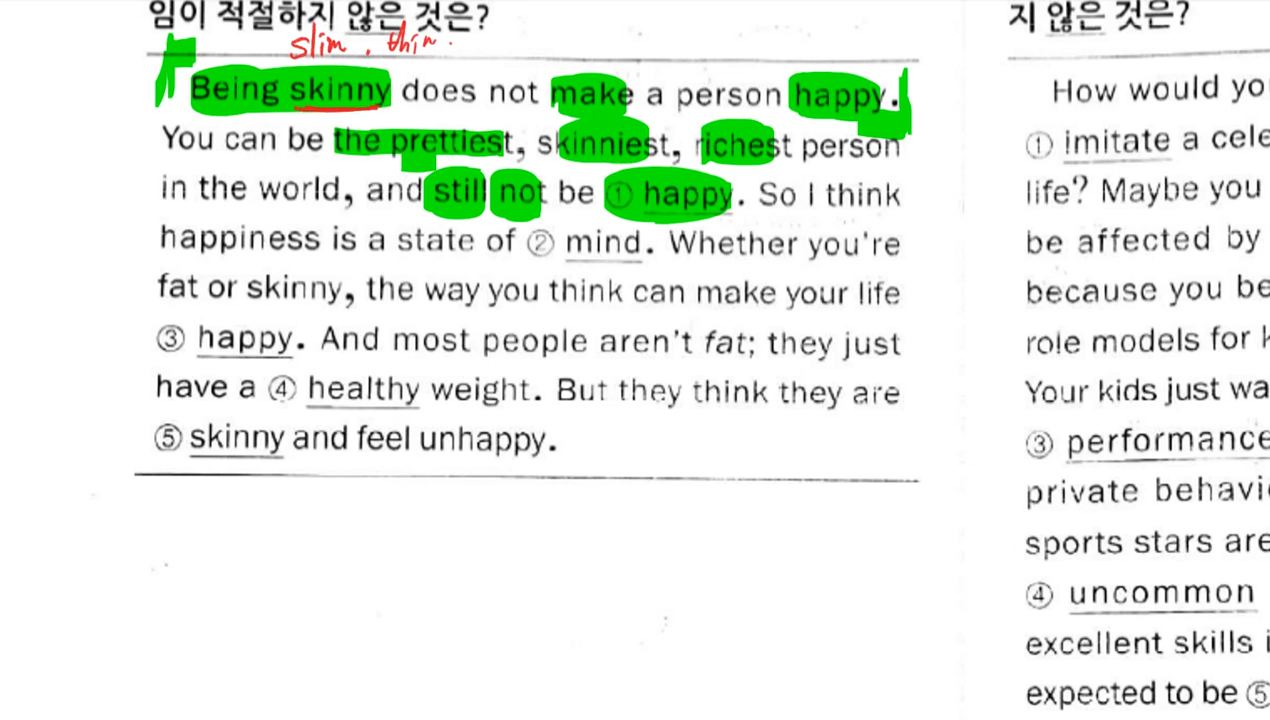 임이 적절하지 않은 것은?
slim, thin.
Being skinny does not make a person happy.
You can be the prettiest, skinniest, richest person
in the world, and still not be ① happy. So I think
happiness is a state of ② mind. Whether you're
fat or skinny, the way you think can make your life
③ happy. And most people aren't fat; they just
have a ④ healthy weight. But they think they are
⑤ skinny and feel unhappy.
지 않은 것은?
How would yo
① imitate a cele
life? Maybe you
be affected by
because you be
role models for k
Your kids just wa
③ performance
private behavi
sports stars are
④ uncommon
excellent skills i
expected to be ⑤